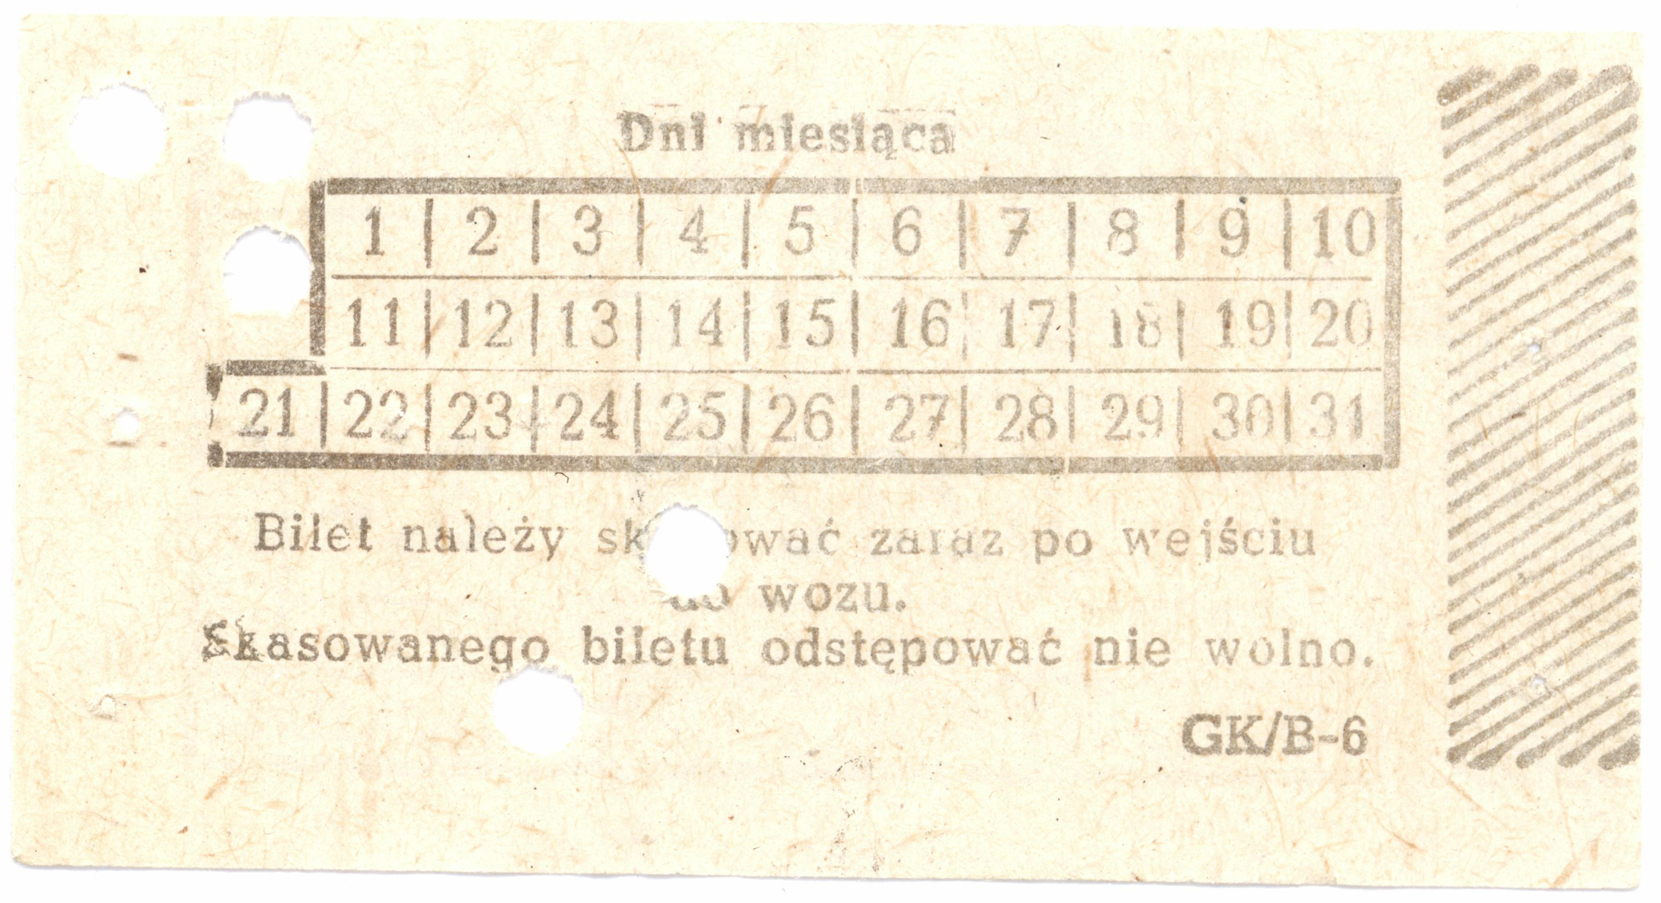 Dni miesiąca
1 | 2 | 3 | 4 | 5 | 6 | 7 | 8 | 9 | 10
11 | 12 | 13 | 14 | 15 | 16 | 17 | 18 | 19 | 20
21 | 22 | 23 | 24 | 25 | 26 | 27 | 28 | 29 | 30 | 31
Bilet należy zaraz po wejściu
do wozu.
Skasowanego biletu odstępować nie wolno.
GK/B-6